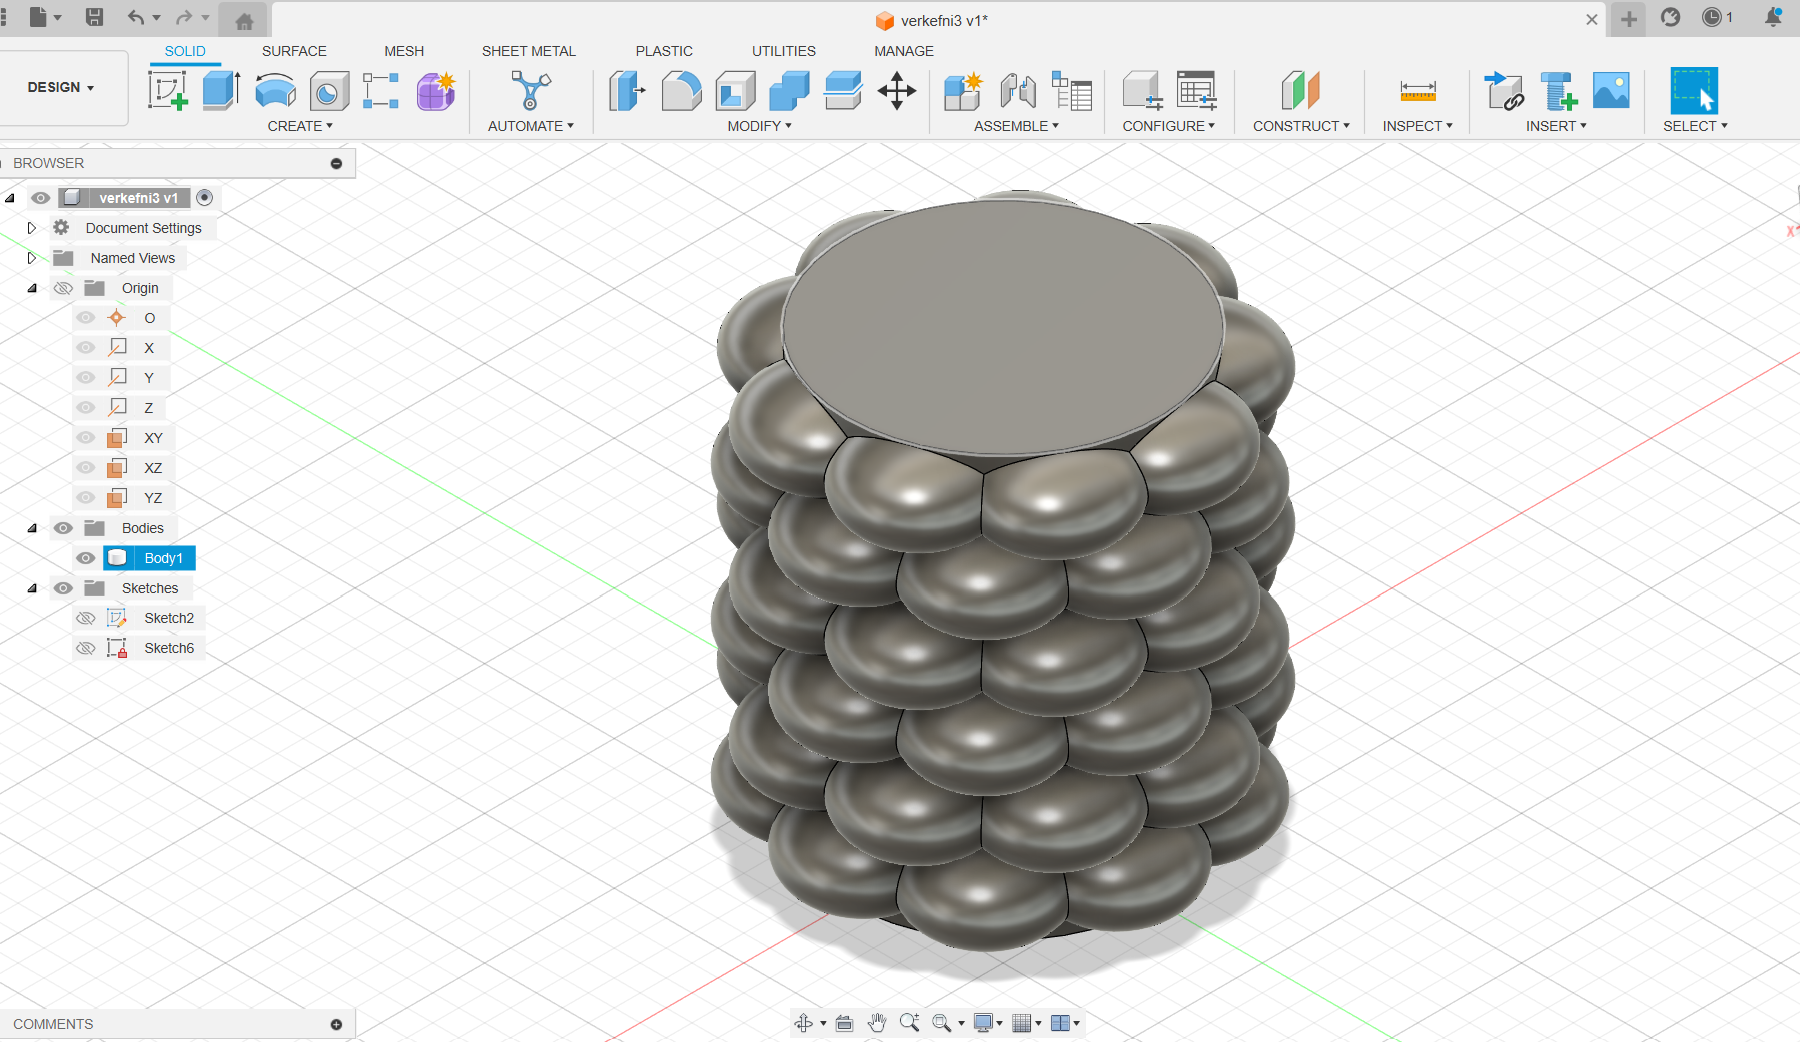 verkefni3 v1*
1
SOLID SURFACE MESH SHEET METAL PLASTIC UTILITIES MANAGE
DESIGN
CREATE AUTOMATE MODIFY ASSEMBLE CONFIGURE CONSTRUCT INSPECT INSERT SELECT
BROWSER
verkefni3 v1
Document Settings
Named Views
Origin
O
X
Y
Z
XY
XZ
YZ
Bodies
Body1
Sketches
Sketch2
Sketch6
X
COMMENTS